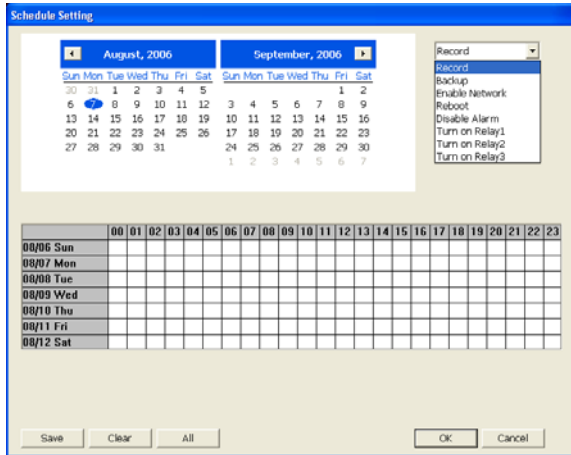 Schedule Setting
August, 2006
Sun Mon Tue Wed Thu Fri Sat
30 31 1 2 3 4 5
6 7 8 9 10 11 12
13 14 15 16 17 18 19
20 21 22 23 24 25 26
27 28 29 30 31
September, 2006
Sun Mon Tue Wed Thu Fri Sat
1 2
3 4 5 6 7 8 9
10 11 12 13 14 15 16
17 18 19 20 21 22 23
24 25 26 27 28 29 30
1 2 3 4 5 6 7
Record
Record
Backup
Enable Network
Reboot
Disable Alarm
Turn on Relay1
Turn on Relay2
Turn on Relay3
00 01 02 03 04 05 06 07 08 09 10 11 12 13 14 15 16 17 18 19 20 21 22 23
08/06 Sun
08/07 Mon
08/08 Tue
08/09 Wed
08/10 Thu
08/11 Fri
08/12 Sat
Save Clear All OK Cancel